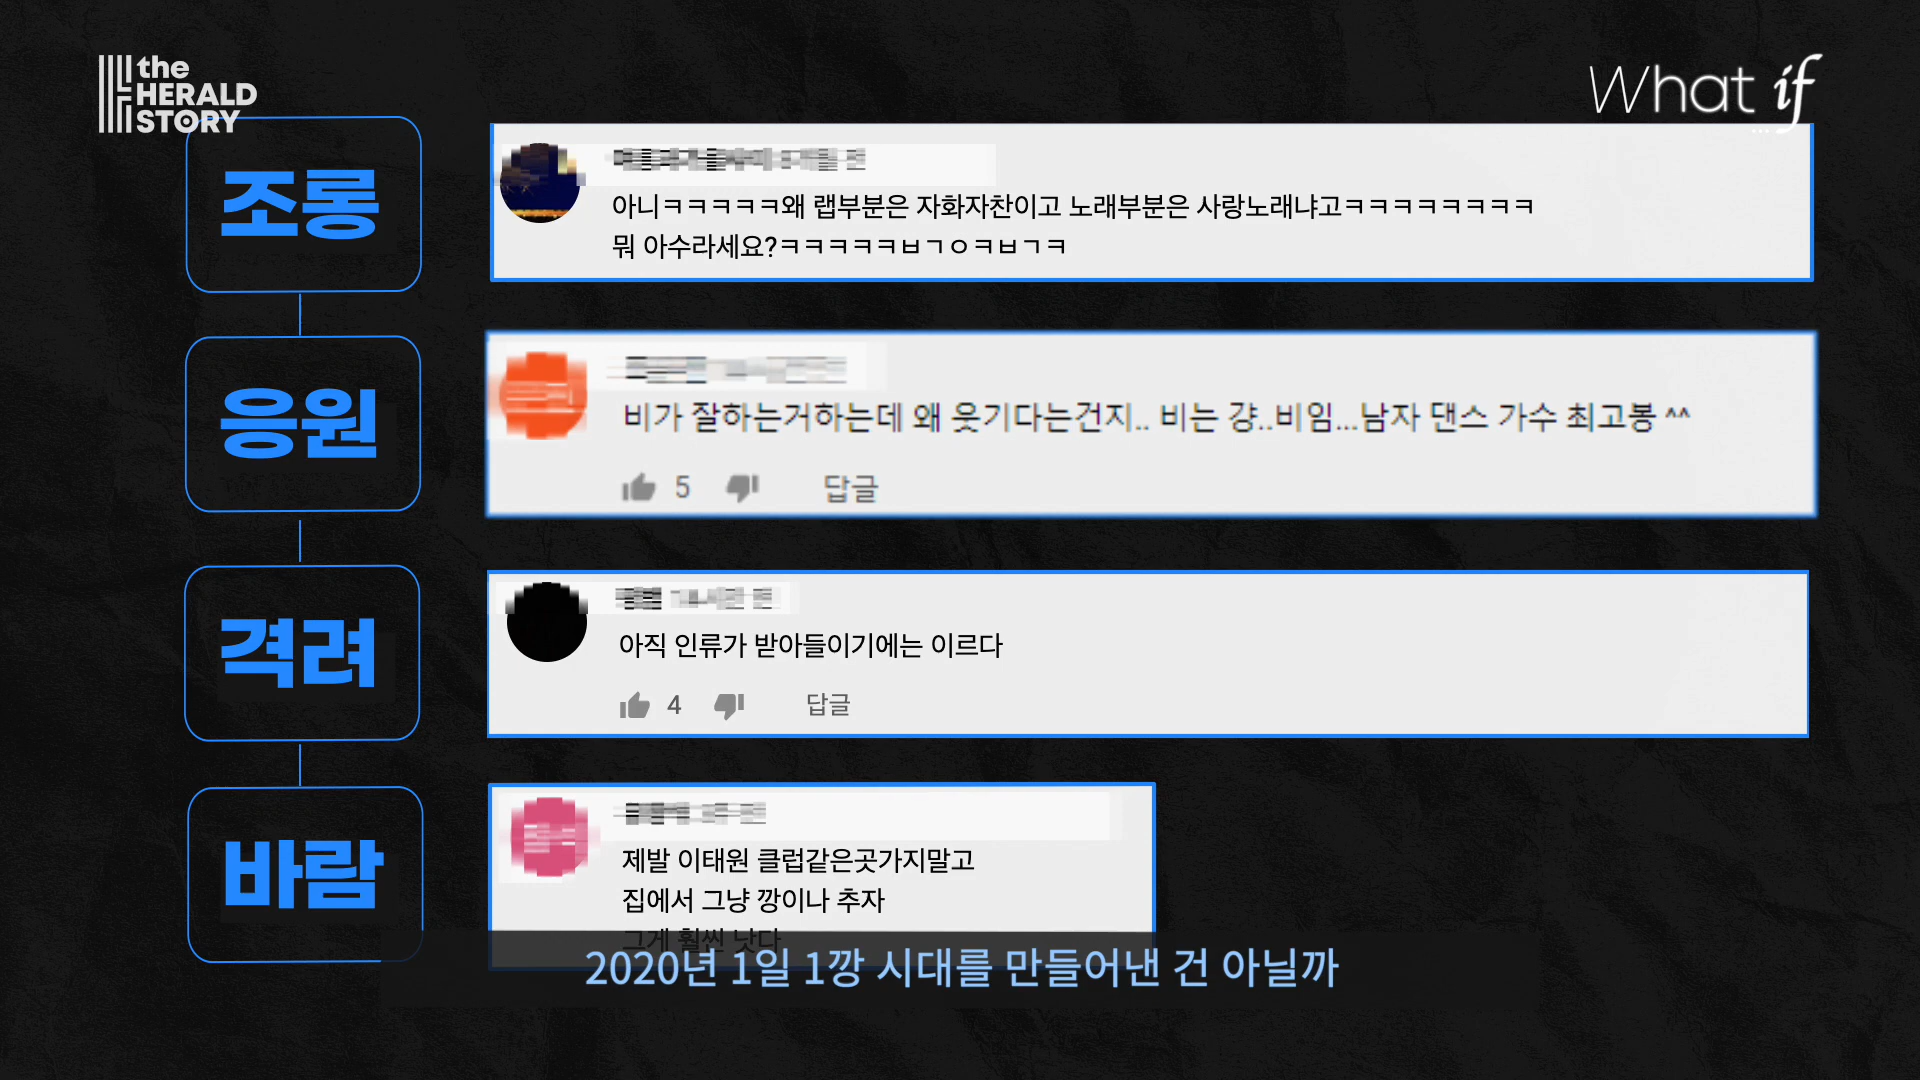 the
HERALD
STORY
What if
...
조롱
아니ㅋㅋㅋㅋㅋ왜 랩부분은 자화자찬이고 노래부분은 사랑노래냐고ㅋㅋㅋㅋㅋㅋㅋㅋ
뭐 아수라세요?ㅋㅋㅋㅋㅋㅂㄱㅇㅋㅂㄱㅋ
응원
비가 잘하는거하는데 왜 웃기다는건지.. 비는 걍..비임...남자 댄스 가수 최고봉 ^^
5 답글
격려
아직 인류가 받아들이기에는 이르다
4 답글
바람
제발 이태원 클럽같은곳가지말고
집에서 그냥 깡이나 추자
그게 훨씬 낫다
2020년 1일 1깡 시대를 만들어낸 건 아닐까